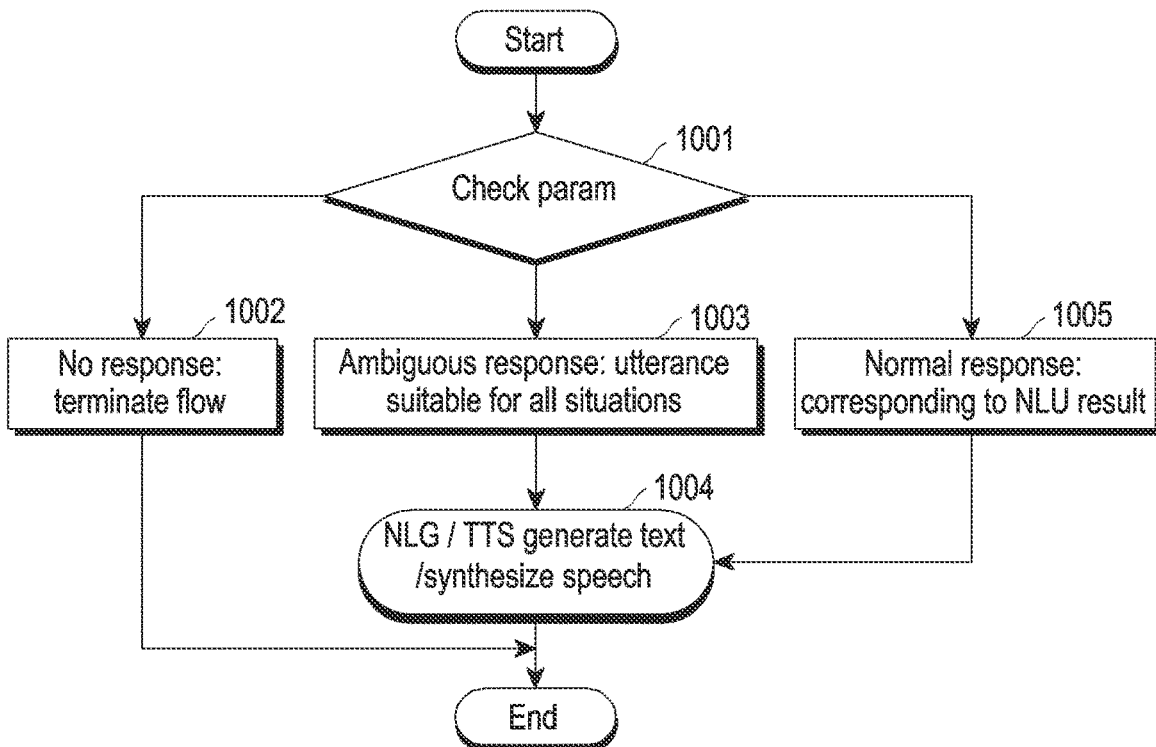 Start
1001
Check param
1002
No response:
terminate flow
1003
Ambiguous response: utterance
suitable for all situations
1005
Normal response:
corresponding to NLU result
1004
NLG / TTS generate text
/synthesize speech
End